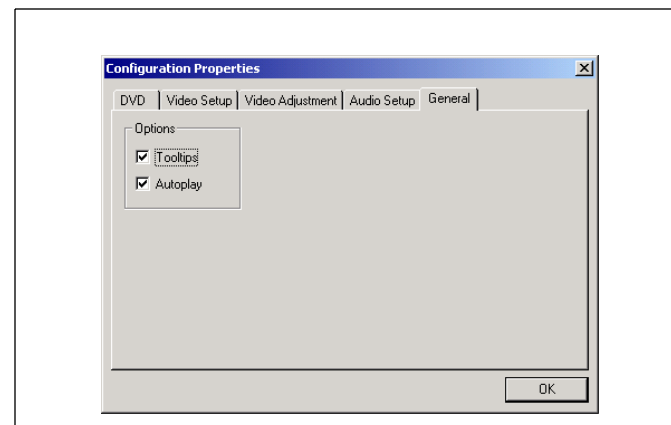 Configuration Properties
DVD Video Setup Video Adjustment Audio Setup General
Options
Tooltips
Autoplay
OK